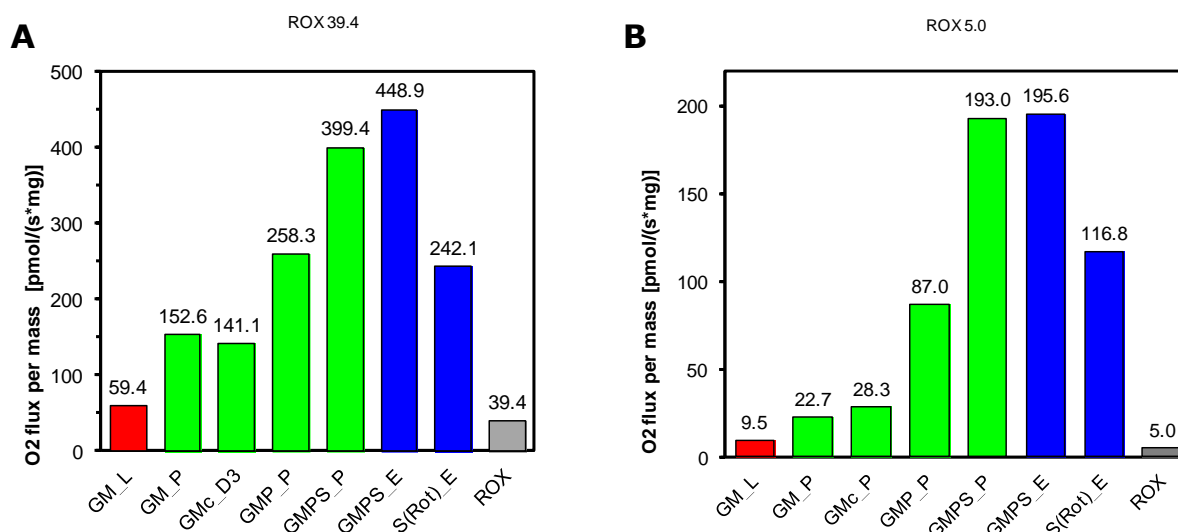 A
ROX 39.4
O2 flux per mass [pmol/(s*mg)]
500
400
300
200
100
0
59.4
152.6
141.1
258.3
399.4
448.9
242.1
39.4
GM_L
GM_P
GMc_D3
GMP_P
GMPS_P
GMPS_E
S(Rot)_E
ROX
B
ROX 5.0
O2 flux per mass [pmol/(s*mg)]
200
150
100
50
0
9.5
22.7
28.3
87.0
193.0
195.6
116.8
5.0
GM_L
GM_P
GMc_P
GMP_P
GMPS_P
GMPS_E
S(Rot)_E
ROX